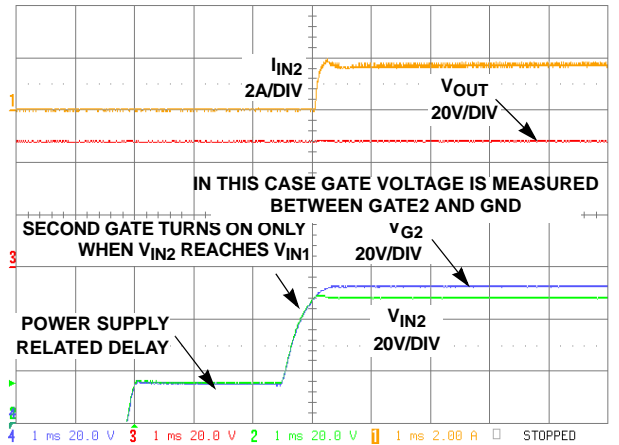 I_IN2
2A/DIV
V_OUT
20V/DIV
1
IN THIS CASE GATE VOLTAGE IS MEASURED
BETWEEN GATE2 AND GND
SECOND GATE TURNS ON ONLY
WHEN V_IN2 REACHES V_IN1
V_G2
20V/DIV
3
V_IN2
20V/DIV
POWER SUPPLY
RELATED DELAY
4 1 ms 20.0 V 3 1 ms 20.0 V 2 1 ms 20.0 V 1 1 ms 2.00 A STOPPED